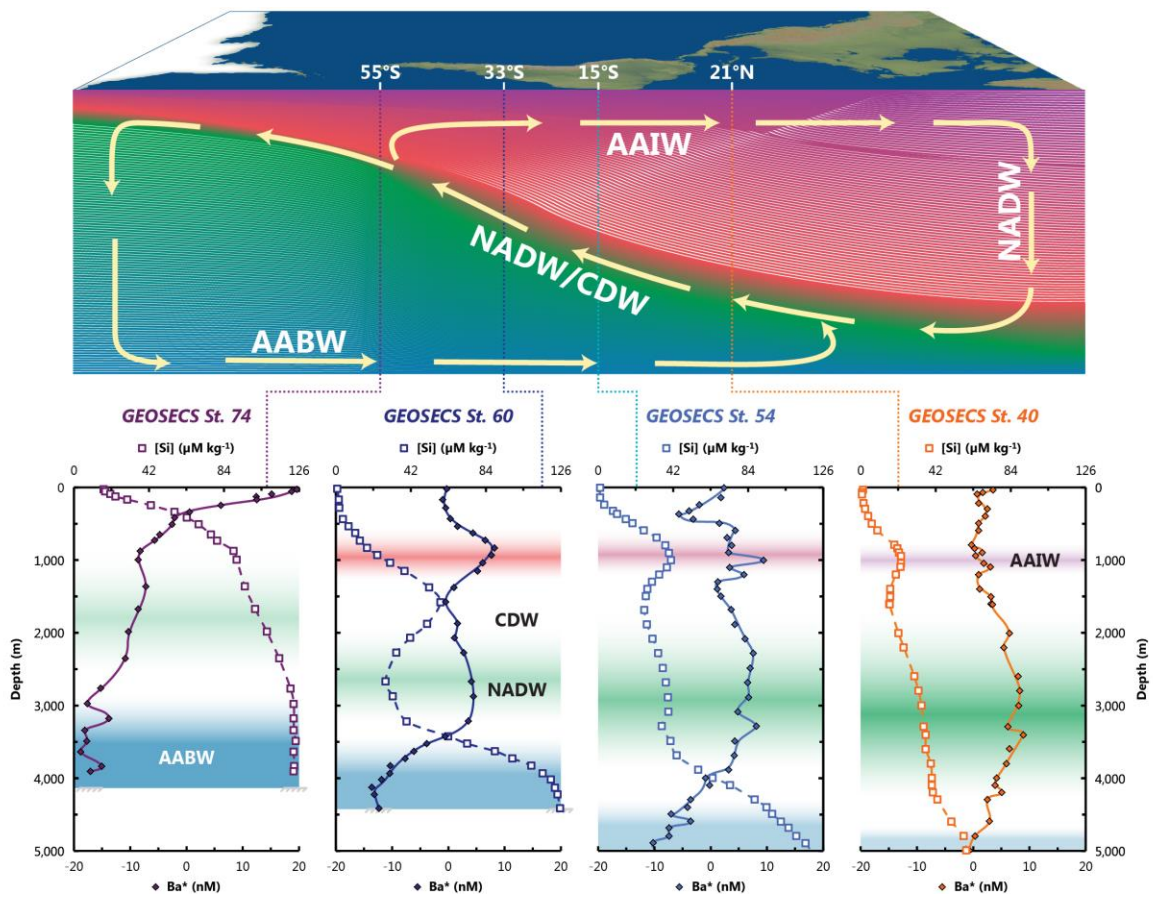 55°S 33°S 15°S 21°N
AAIW
NADW
NADW/CDW
AABW
GEOSECS St. 74 GEOSECS St. 60 GEOSECS St. 54 GEOSECS St. 40
[Si] (µM kg⁻¹) [Si] (µM kg⁻¹) [Si] (µM kg⁻¹) [Si] (µM kg⁻¹)
0 42 84 126 0 42 84 126 0 42 84 126 0 42 84 126
0 0
1,000 AAIW 1,000
CDW
2,000 2,000
NADW
3,000 3,000
AABW
4,000 4,000
5,000 5,000
Depth (m) Depth (m)
-20 -10 0 10 20 -20 -10 0 10 20 -20 -10 0 10 20 -20 -10 0 10 20
Ba* (nM) Ba* (nM) Ba* (nM) Ba* (nM)